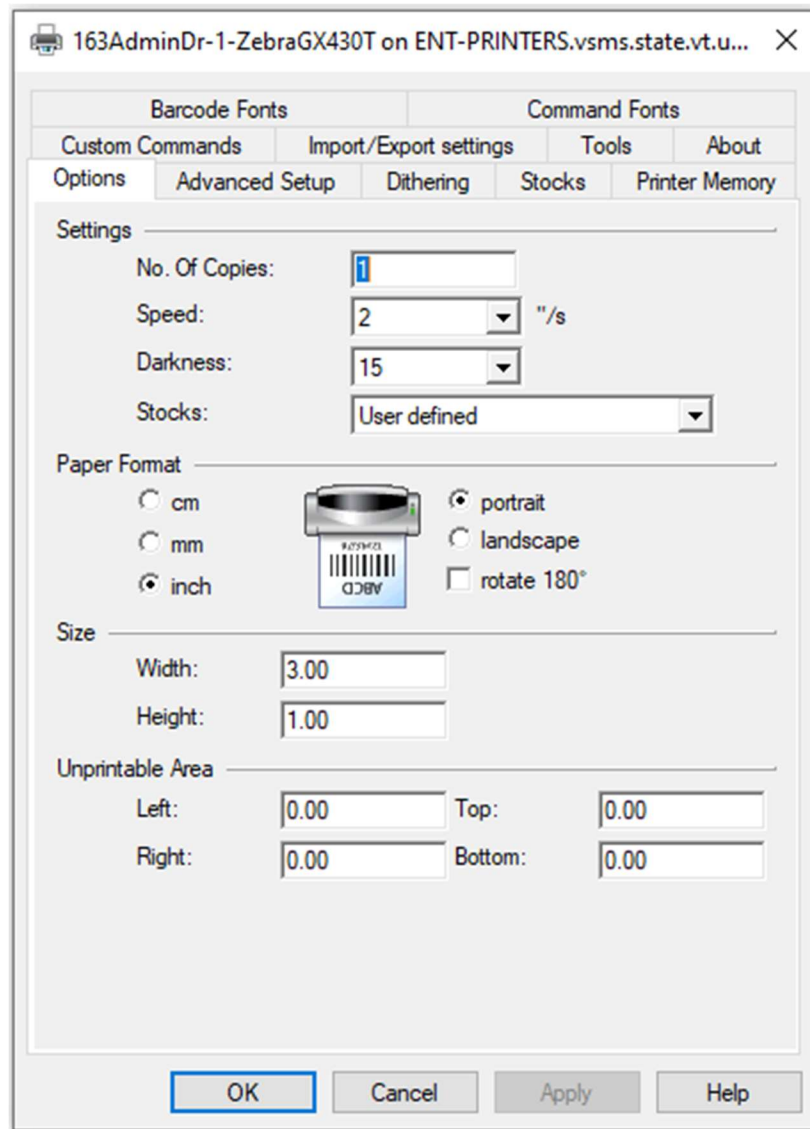 163AdminDr-1-ZebraGX430T on ENT-PRINTERS.vsms.state.vt.u...
Barcode Fonts Command Fonts
Custom Commands Import/Export settings Tools About
Options Advanced Setup Dithering Stocks Printer Memory
Settings
No. Of Copies: 1
Speed: 2 "/s
Darkness: 15
Stocks: User defined
Paper Format
cm portrait
mm landscape
inch rotate 180°
12345678
ABCD
Size
Width: 3.00
Height: 1.00
Unprintable Area
Left: 0.00 Top: 0.00
Right: 0.00 Bottom: 0.00
OK Cancel Apply Help